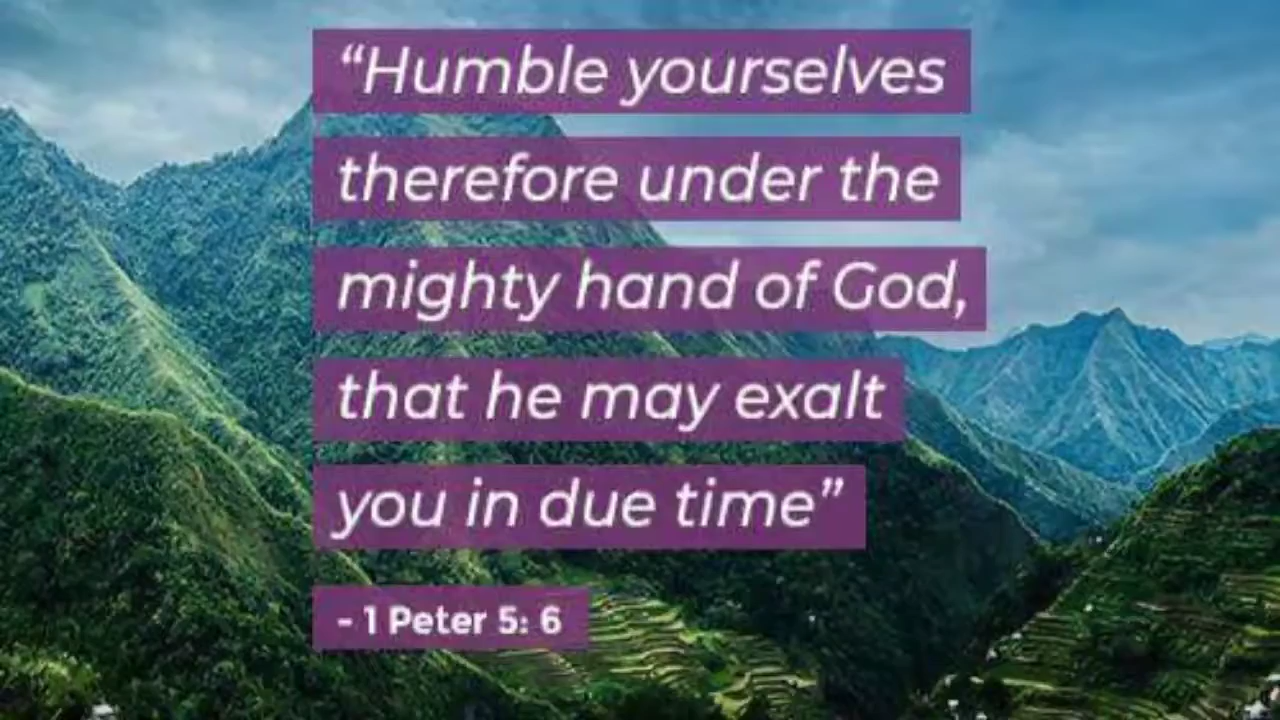 “Humble yourselves
therefore under the
mighty hand of God,
that he may exalt
you in due time”
- 1 Peter 5: 6